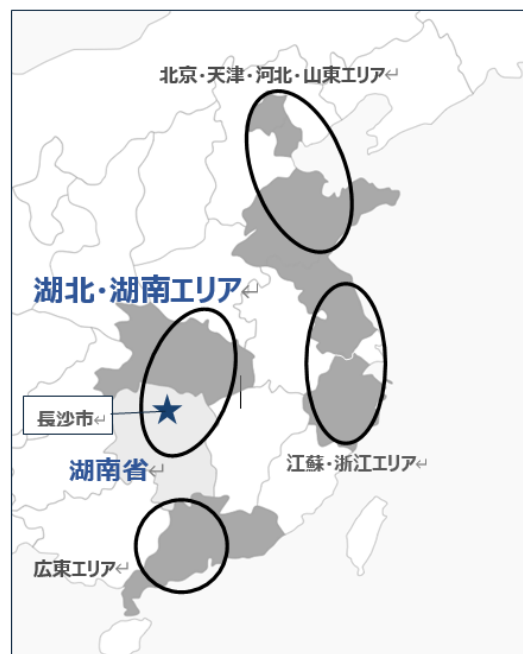 北京・天津・河北・山東エリア
湖北・湖南エリア
長沙市
湖南省
江蘇・浙江エリア
広東エリア